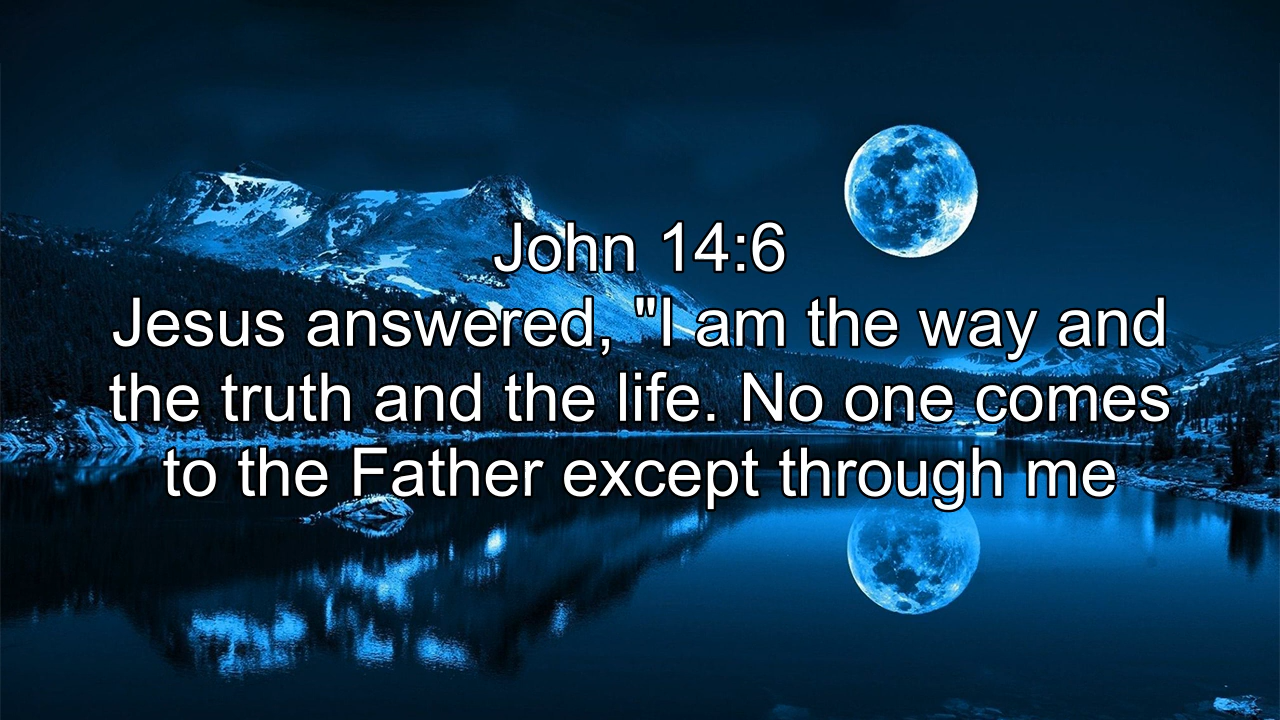 John 14:6
Jesus answered, "I am the way and
the truth and the life. No one comes
to the Father except through me